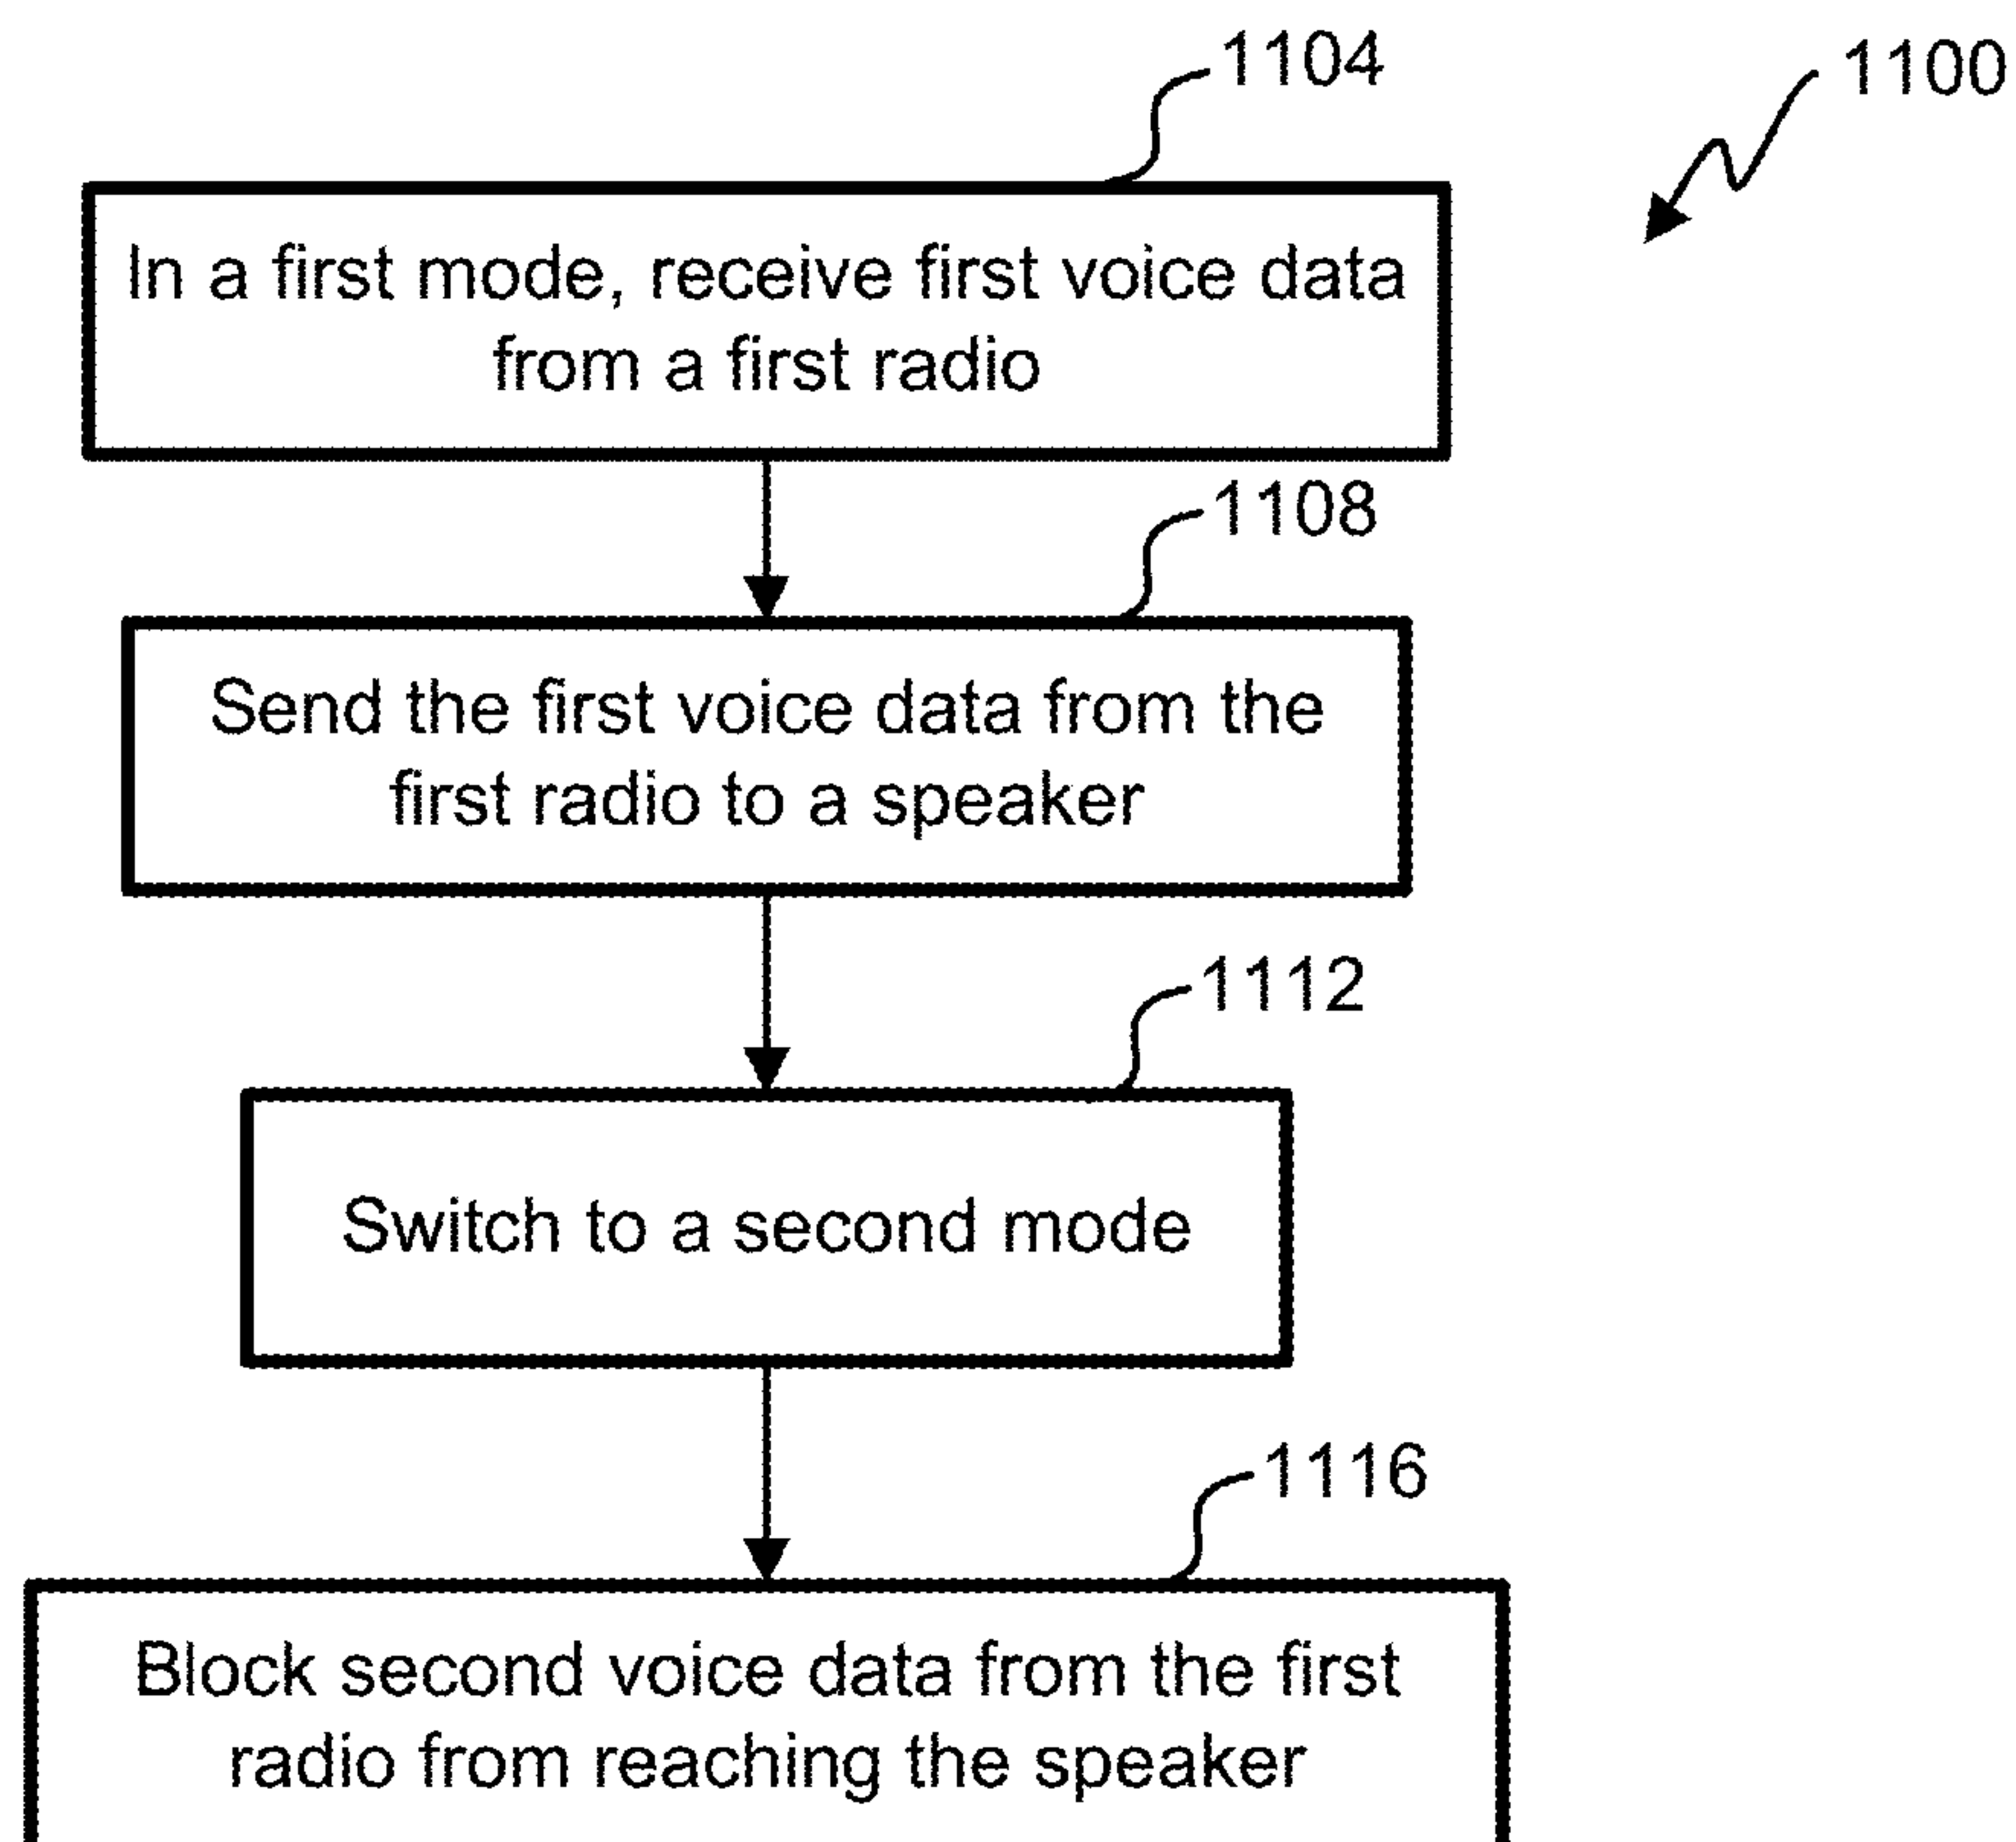 1104
1100
In a first mode, receive first voice data
from a first radio
1108
Send the first voice data from the
first radio to a speaker
1112
Switch to a second mode
1116
Block second voice data from the first
radio from reaching the speaker